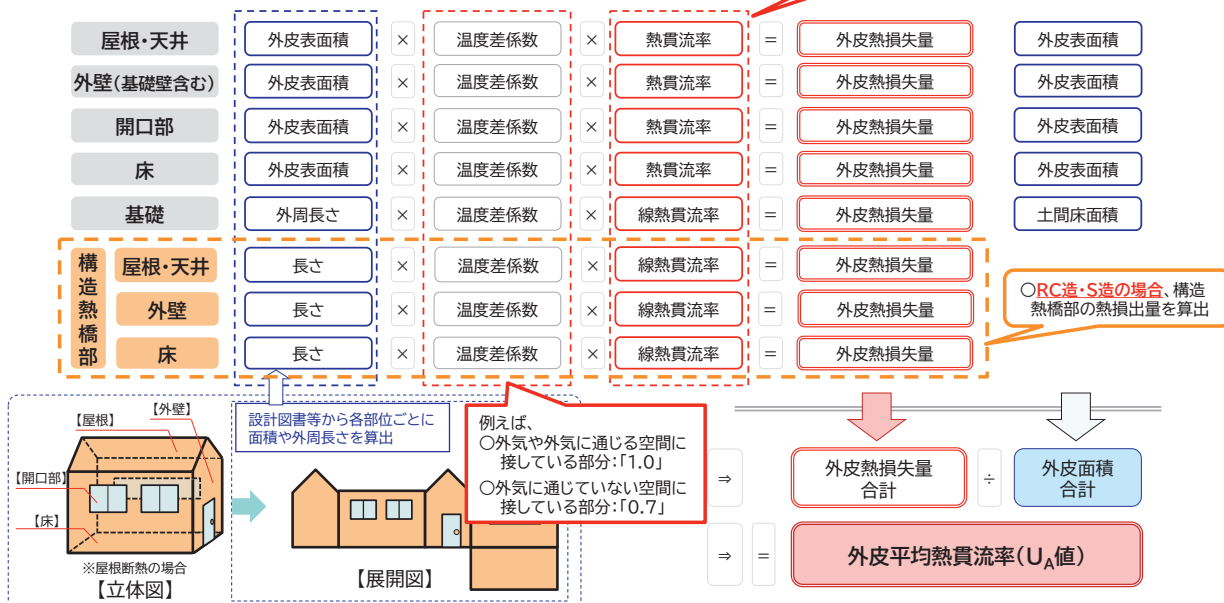 屋根・天井 外皮表面積 × 温度差係数 × 熱貫流率 = 外皮熱損失量 外皮表面積
外壁(基礎壁含む) 外皮表面積 × 温度差係数 × 熱貫流率 = 外皮熱損失量 外皮表面積
開口部 外皮表面積 × 温度差係数 × 熱貫流率 = 外皮熱損失量 外皮表面積
床 外皮表面積 × 温度差係数 × 熱貫流率 = 外皮熱損失量 外皮表面積
基礎 外周長さ × 温度差係数 × 線熱貫流率 = 外皮熱損失量 土間床面積
構造熱橋部
屋根・天井 長さ × 温度差係数 × 線熱貫流率 = 外皮熱損失量
外壁 長さ × 温度差係数 × 線熱貫流率 = 外皮熱損失量
床 長さ × 温度差係数 × 線熱貫流率 = 外皮熱損失量
○RC造・S造の場合、構造
熱橋部の熱損出量を算出
設計図書等から各部位ごとに
面積や外周長さを算出
例えば、
○外気や外気に通じる空間に
接している部分:「1.0」
○外気に通じていない空間に
接している部分:「0.7」
【外壁】
【屋根】
【開口部】
【床】
※屋根断熱の場合
【立体図】
【展開図】
⇒ 外皮熱損失量
合計 ÷ 外皮面積
合計
⇒ = 外皮平均熱貫流率(UA値)